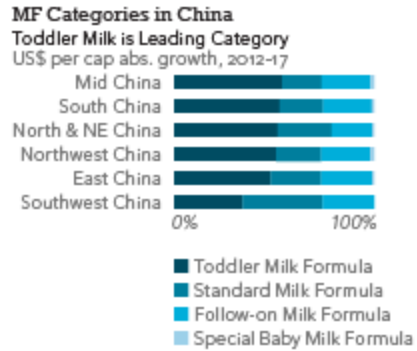 MF Categories in China
Toddler Milk is Leading Category
US$ per cap abs. growth, 2012-17
Mid China
South China
North & NE China
Northwest China
East China
Southwest China
0% 100%
Toddler Milk Formula
Standard Milk Formula
Follow-on Milk Formula
Special Baby Milk Formula